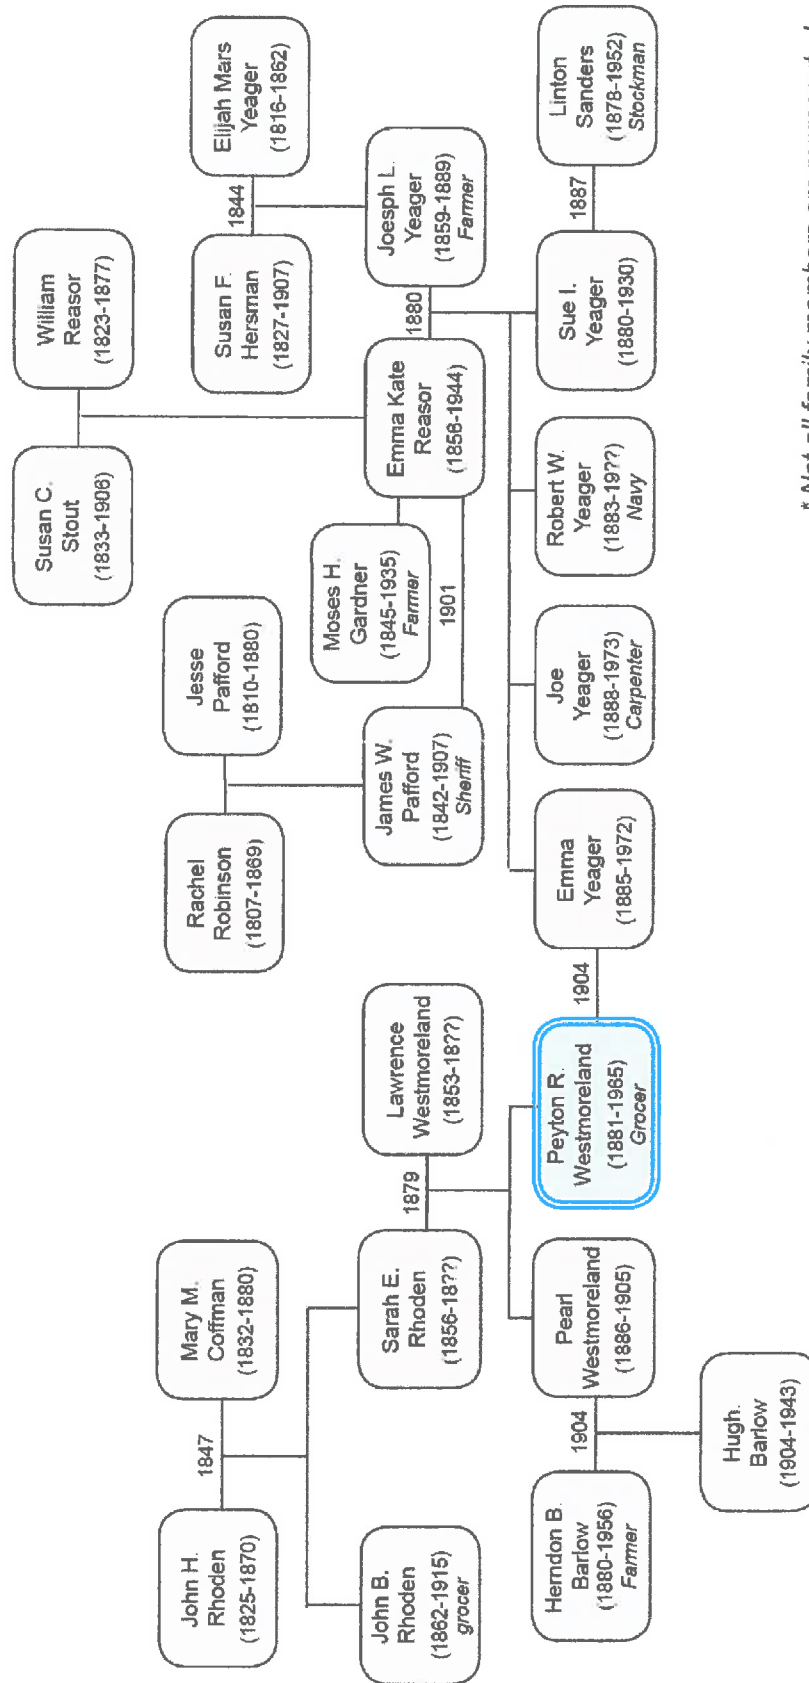 Susan C.
Stout
(1833-1906)
William
Reasor
(1823-1877)
John H.
Rhoden
(1825-1870)
1847
Mary M.
Coffman
(1832-1880)
Rachel
Robinson
(1807-1869)
Jesse
Pafford
(1810-1880)
Susan F.
Hersman
(1827-1907)
1844
Elijah Mars
Yeager
(1816-1862)
Moses H.
Gardner
(1845-1935)
Farmer
John B.
Rhoden
(1862-1915)
grocer
Sarah E.
Rhoden
(1856-18??)
1879
Lawrence
Westmoreland
(1853-18??)
James W.
Pafford
(1842-1907)
Sheriff
1901
Emma Kate
Reasor
(1856-1944)
1880
Joesph L.
Yeager
(1859-1889)
Farmer
Herndon B.
Barlow
(1880-1956)
Farmer
1904
Pearl
Westmoreland
(1886-1905)
Peyton R.
Westmoreland
(1881-1965)
Grocer
1904
Emma
Yeager
(1885-1972)
Joe
Yeager
(1888-1973)
Carpenter
Robert W.
Yeager
(1883-19??)
Navy
Sue I.
Yeager
(1880-1930)
1887
Linton
Sanders
(1878-1952)
Stockman
Hugh.
Barlow
(1904-1943)
* Not all family